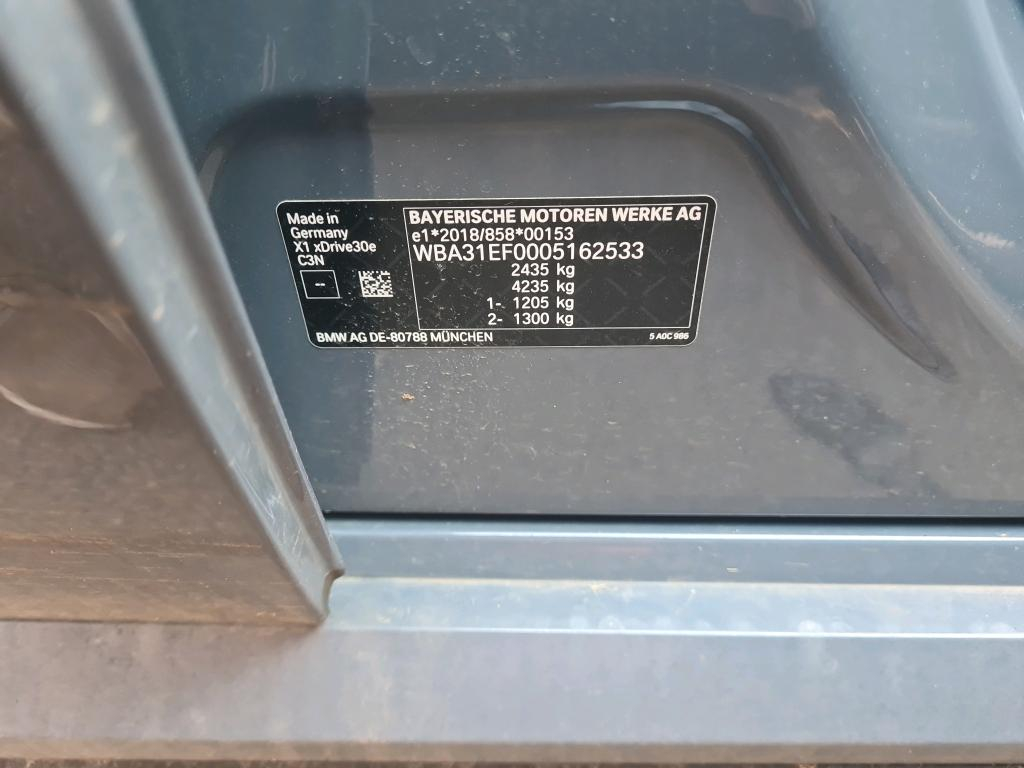 Made in
Germany
X1 xDrive30e
C3N
--
BAYERISCHE MOTOREN WERKE AG
e1*2018/858*00153
WBA31EF0005162533
2435 kg
4235 kg
1- 1205 kg
2- 1300 kg
BMW AG DE-80788 MÜNCHEN
5 A0C 986